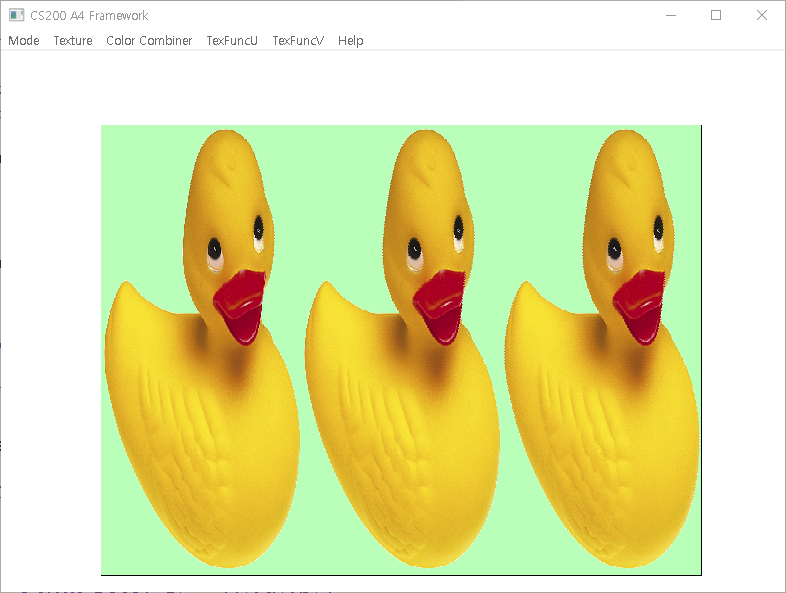 CS200 A4 Framework
Mode Texture Color Combiner TexFuncU TexFuncV Help